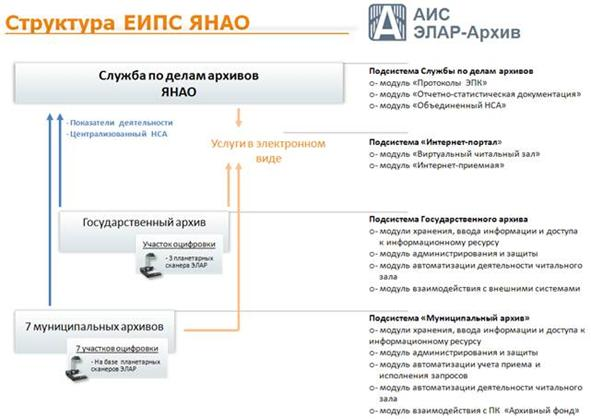 Структура ЕИПС ЯНАО
АИС
ЭЛАР-Архив
Служба по делам архивов
ЯНАО
- Показатели деятельности
- Централизованный НСА
Услуги в электронном
виде
Государственный архив
Участок оцифровки
- 3 планетарных
сканера ЭЛАР
7 муниципальных архивов
7 участков оцифровки
- На базе планетарных
сканеров ЭЛАР
Подсистема Службы по делам архивов
o- модуль «Протоколы ЭПК»
o- модуль «Отчетно-статистическая документация»
o- модуль «Объединенный НСА»
Подсистема «Интернет-портал»
o- модуль «Виртуальный читальный зал»
o- модуль «Интернет-приемная»
Подсистема Государственного архива
o- модули хранения, ввода информации и доступа
к информационному ресурсу
o- модуль администрирования и защиты
o- модуль автоматизации деятельности читального
зала
o- модуль взаимодействия с внешними системами
Подсистема «Муниципальный архив»
o- модули хранения, ввода информации и доступа к
информационному ресурсу
o- модуль администрирования и защиты
o- модуль автоматизации учета приема и
исполнения запросов
o- модуль автоматизации деятельности читального
зала
o- модуль взаимодействия с ПК «Архивный фонд»